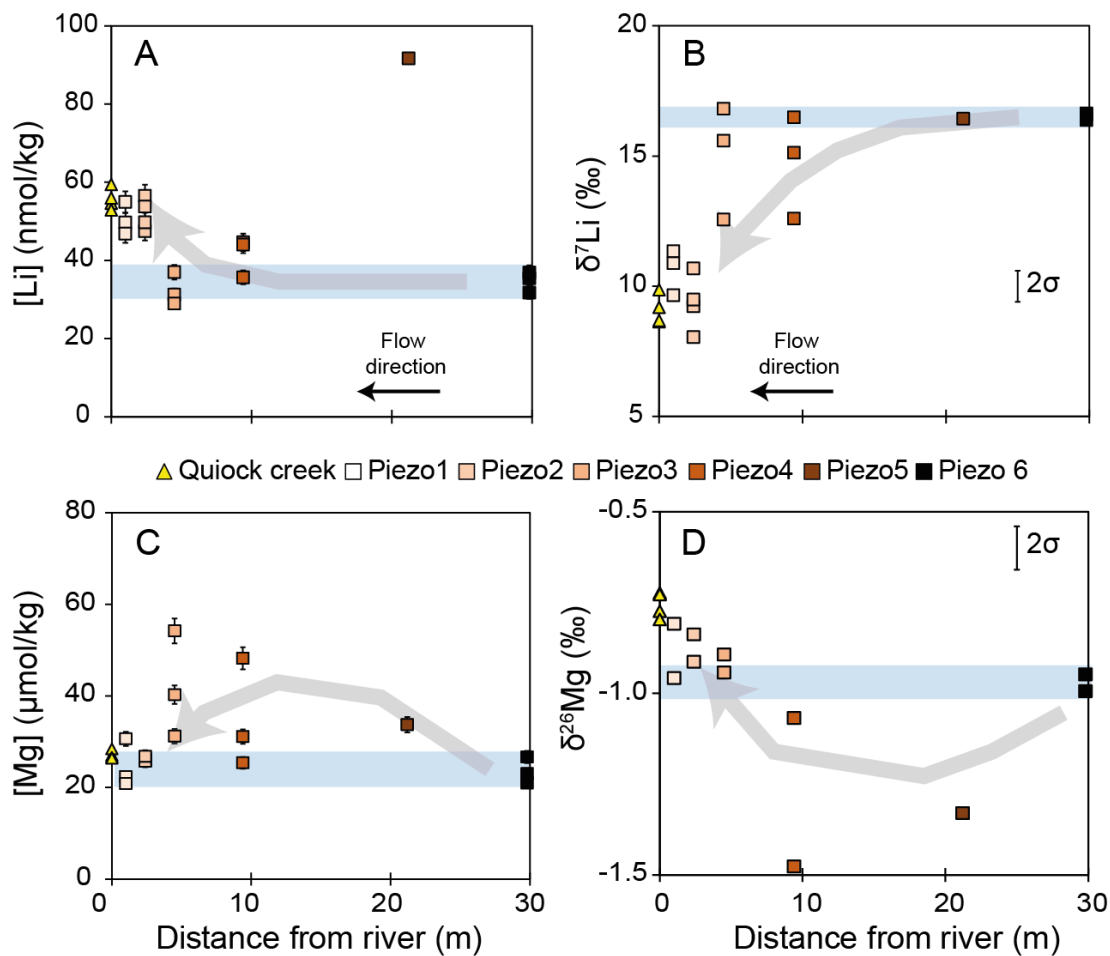 A
[Li] (nmol/kg)
100
80
60
40
20
0
Flow
direction
B
δ⁷Li (‰)
20
15
10
5
2σ
Flow
direction
Quiock creek Piezo1 Piezo2 Piezo3 Piezo4 Piezo5 Piezo 6
C
[Mg] (µmol/kg)
80
60
40
20
0
0 10 20 30
Distance from river (m)
D
δ²⁶Mg (‰)
-0.5
-1.0
-1.5
2σ
0 10 20 30
Distance from river (m)